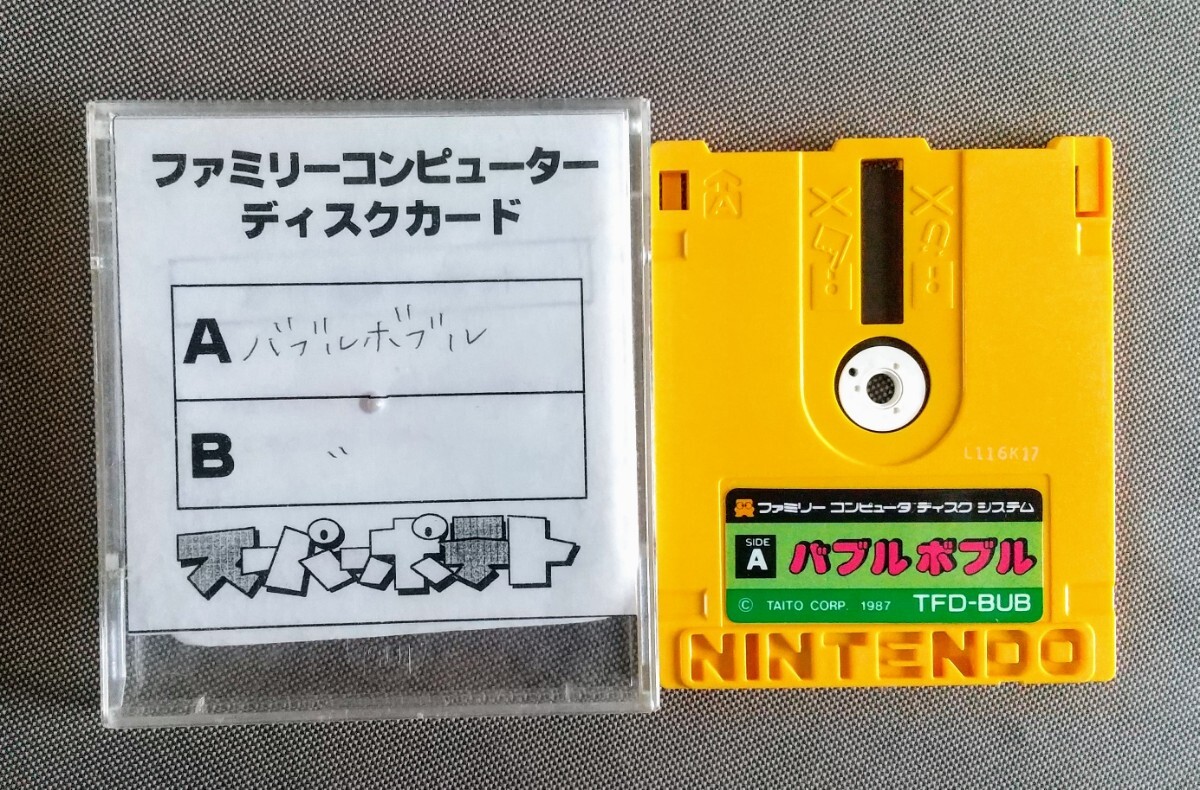 ファミリーコンピューター
ディスクカード
A バブルボブル
B 〃
スーパーポテト
L116K17
ファミリー コンピュータ ディスク システム
SIDE A バブル ボブル
© TAITO CORP. 1987 TFD-BUB
NINTENDO